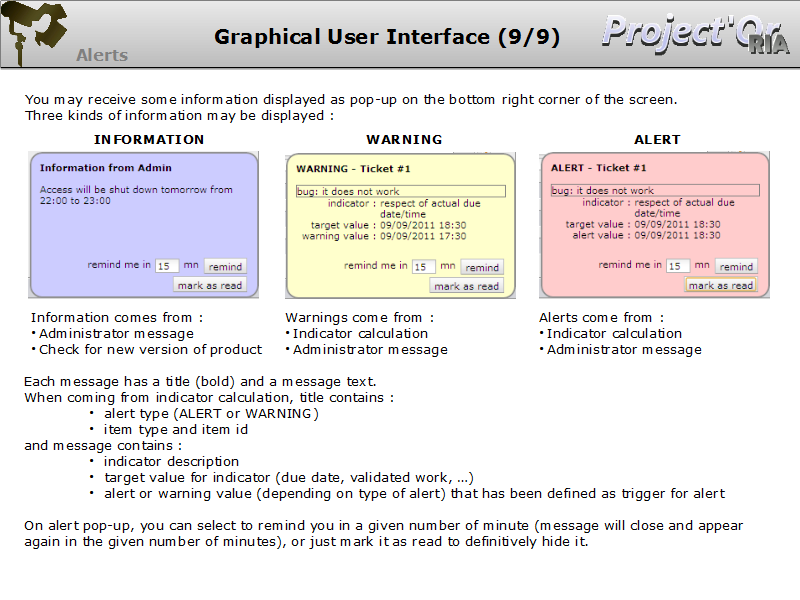 Graphical User Interface (9/9)
Project'Or
RIA
Alerts
You may receive some information displayed as pop-up on the bottom right corner of the screen.
Three kinds of information may be displayed :
INFORMATION
Information from Admin
Access will be shut down tomorrow from
22:00 to 23:00
remind me in 15 mn remind
mark as read
Information comes from :
• Administrator message
• Check for new version of product
WARNING
WARNING - Ticket #1
bug: it does not work
indicator : respect of actual due
date/time
target value : 09/09/2011 18:30
warning value : 09/09/2011 17:30
remind me in 15 mn remind
mark as read
Warnings come from :
• Indicator calculation
• Administrator message
ALERT
ALERT - Ticket #1
bug: it does not work
indicator : respect of actual due
date/time
target value : 09/09/2011 18:30
alert value : 09/09/2011 18:30
remind me in 15 mn remind
mark as read
Alerts come from :
• Indicator calculation
• Administrator message
Each message has a title (bold) and a message text.
When coming from indicator calculation, title contains :
• alert type (ALERT or WARNING)
• item type and item id
and message contains :
• indicator description
• target value for indicator (due date, validated work, ...)
• alert or warning value (depending on type of alert) that has been defined as trigger for alert
On alert pop-up, you can select to remind you in a given number of minute (message will close and appear
again in the given number of minutes), or just mark it as read to definitively hide it.